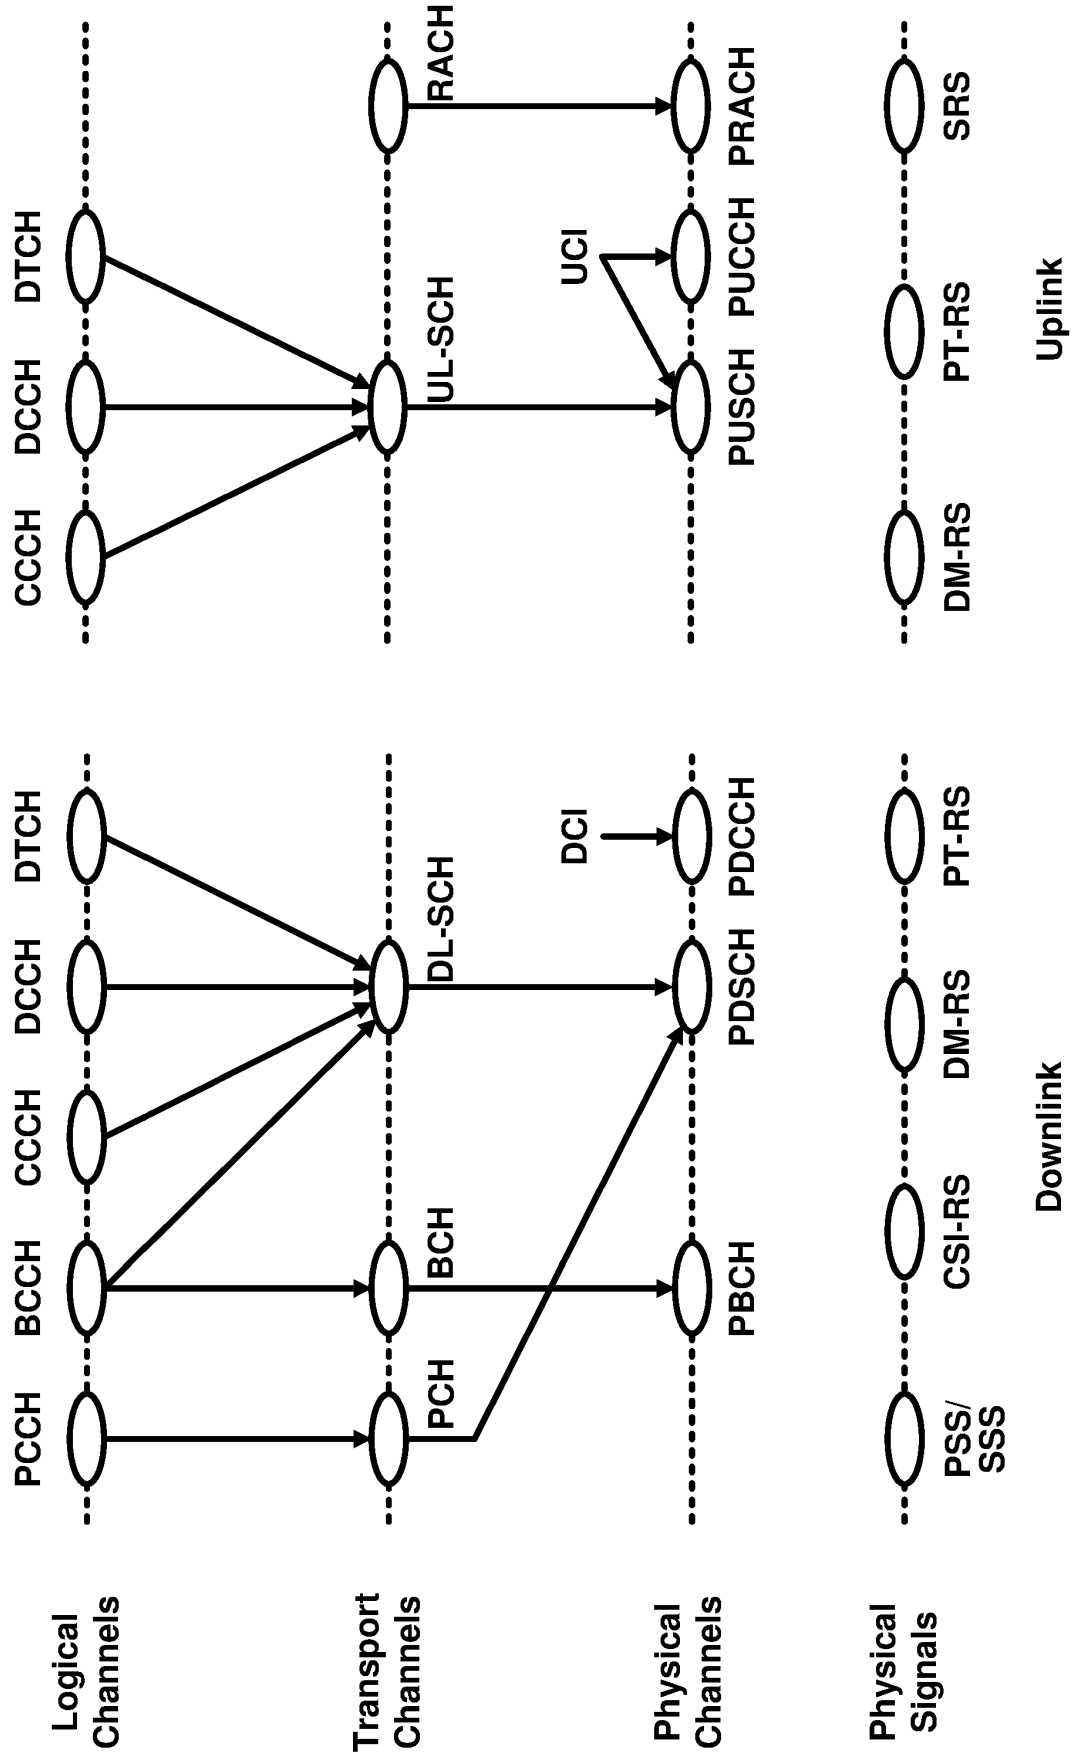 Logical
Channels
PCCH
BCCH
CCCH
DCCH
DTCH
CCCH
DCCH
DTCH
Transport
Channels
PCH
BCH
DL-SCH
UL-SCH
RACH
DCI
UCI
Physical
Channels
PBCH
PDSCH
PDCCH
PUSCH
PUCCH
PRACH
Physical
Signals
PSS/
SSS
CSI-RS
DM-RS
PT-RS
DM-RS
PT-RS
SRS
Downlink
Uplink